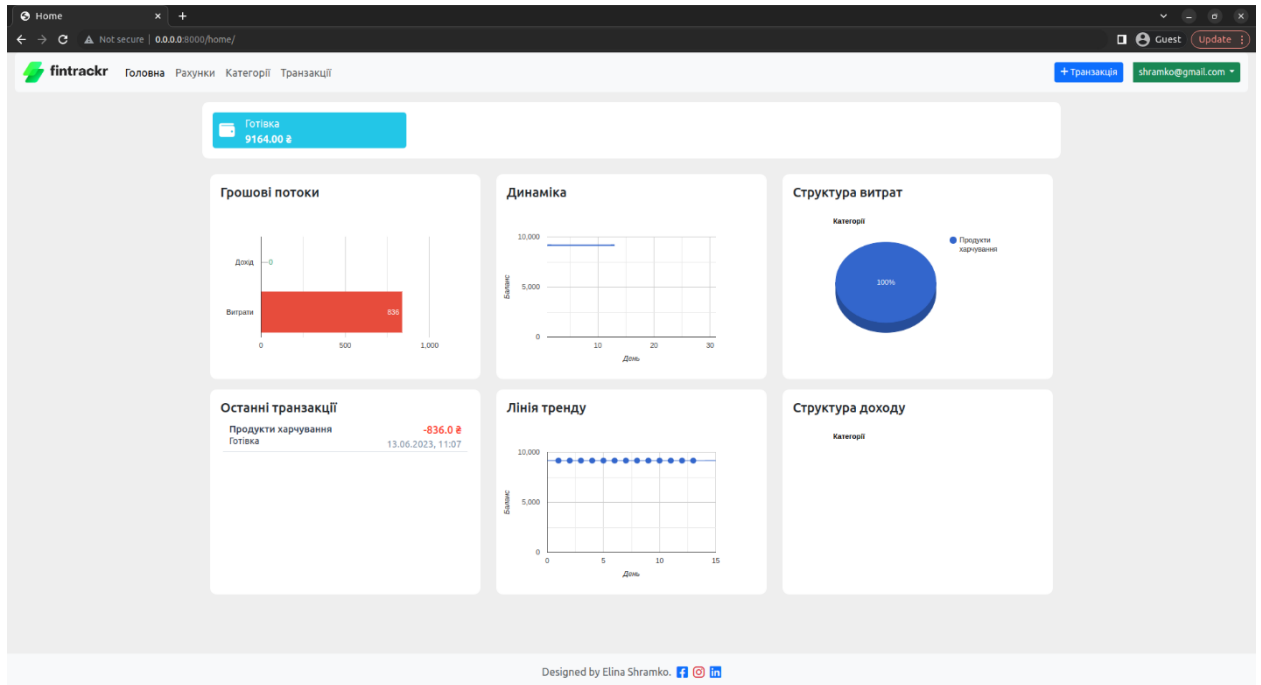 Home
Not secure | 0.0.0.0:8000/home/
Guest
Update
fintrackr Головна Рахунки Категорії Транзакції
+ Транзакція
shramko@gmail.com
Готівка
9164.00 ₴
Грошові потоки
Дохід
0
Витрати
836
0 500 1,000
Динаміка
10,000
5,000
0
Баланс
10 20 30
День
Структура витрат
Категорії
100%
Продукти
харчування
Останні транзакції
Продукти харчування -836.0 ₴
Готівка 13.06.2023, 11:07
Лінія тренду
10,000
5,000
0
Баланс
0 5 10 15
День
Структура доходу
Категорії
Designed by Elina Shramko.